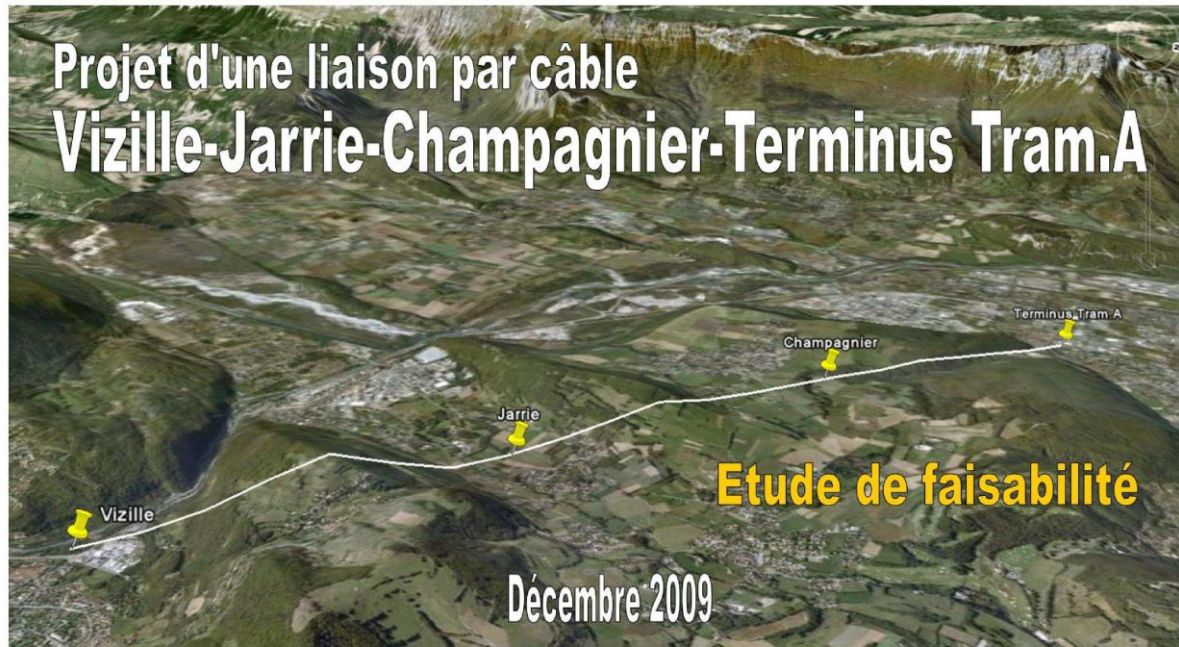 Projet d'une liaison par câble
Vizille-Jarrie-Champagnier-Terminus Tram.A
Terminus Tram.A
Champagnier
Jarrie
Etude de faisabilité
Vizille
Décembre 2009